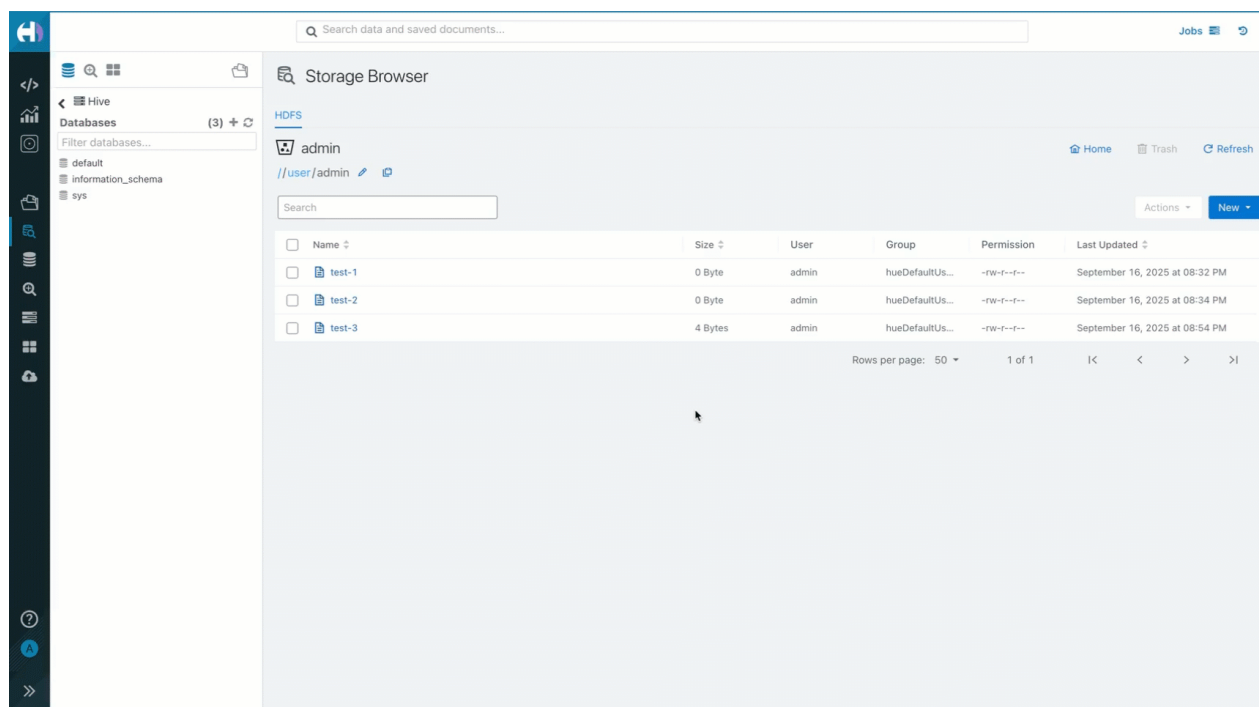 Search data and saved documents...
Jobs
Hive
Databases (3)
Filter databases...
default
information_schema
sys
Storage Browser
HDFS
admin
Home Trash Refresh
//user/admin
Search
Actions New
Name Size User Group Permission Last Updated
test-1 0 Byte admin hueDefaultUs... -rw-r--r-- September 16, 2025 at 08:32 PM
test-2 0 Byte admin hueDefaultUs... -rw-r--r-- September 16, 2025 at 08:34 PM
test-3 4 Bytes admin hueDefaultUs... -rw-r--r-- September 16, 2025 at 08:54 PM
Rows per page: 50 1 of 1
A